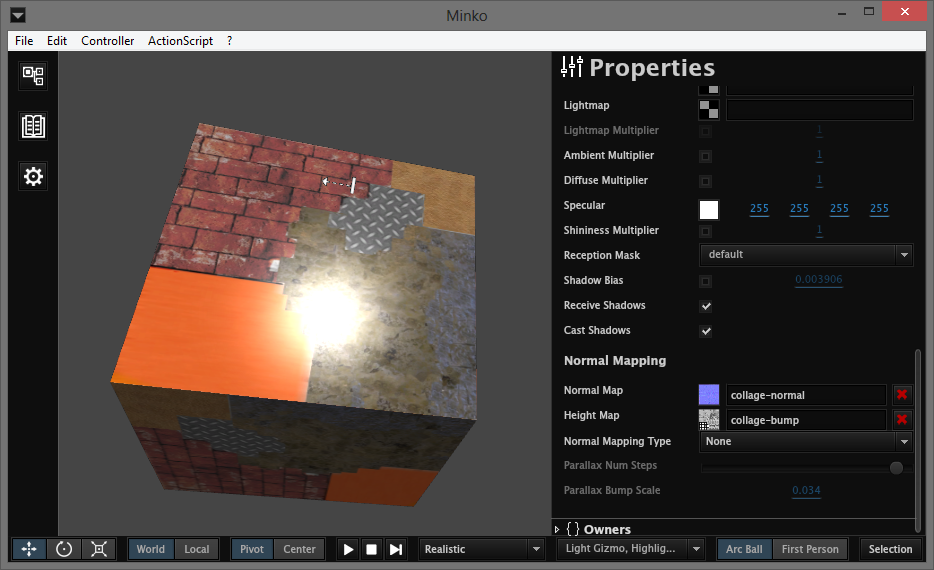 Minko
File Edit Controller ActionScript ?
Properties
Lightmap
Lightmap Multiplier 1
Ambient Multiplier 1
Diffuse Multiplier 1
Specular 255 255 255 255
Shininess Multiplier 1
Reception Mask default
Shadow Bias 0.003906
Receive Shadows
Cast Shadows
Normal Mapping
Normal Map collage-normal
Height Map collage-bump
Normal Mapping Type None
Parallax Num Steps
Parallax Bump Scale 0.034
{ } Owners
World Local Pivot Center Realistic Light Gizmo, Highlig... Arc Ball First Person Selection